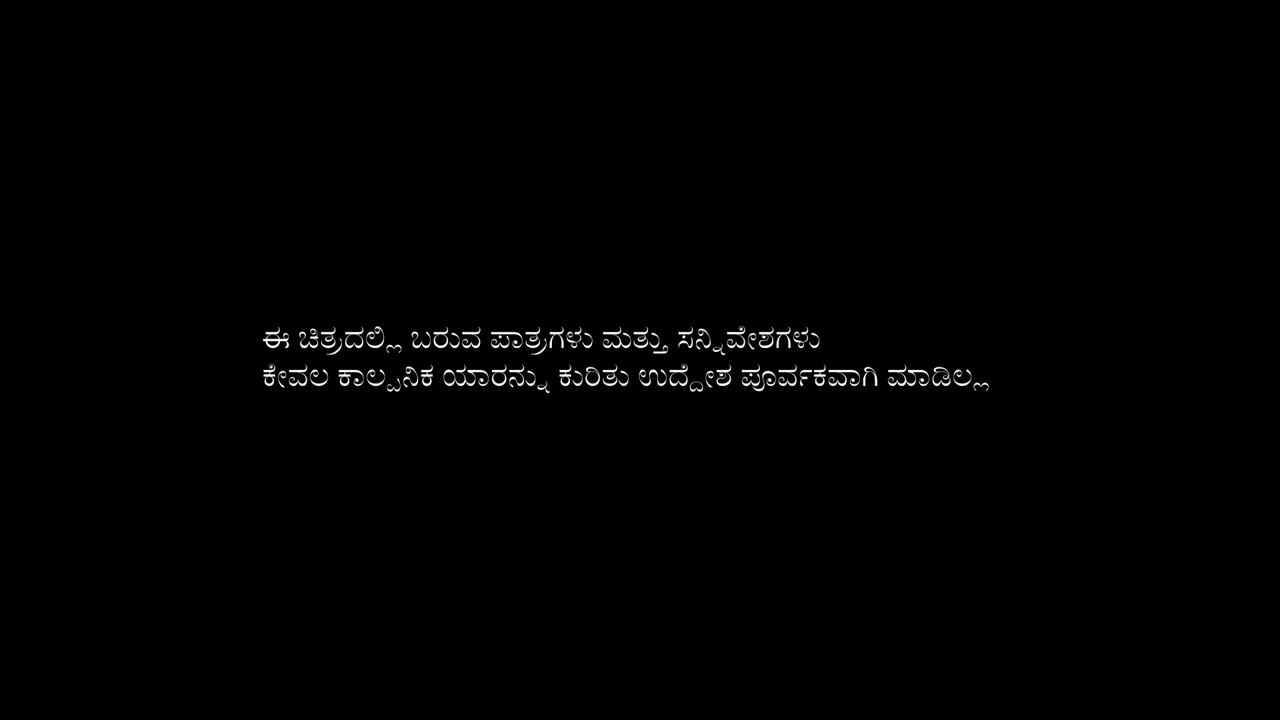 ಈ ಚಿತ್ರದಲ್ಲಿ ಬರುವ ಪಾತ್ರಗಳು ಮತ್ತು ಸನ್ನಿವೇಶಗಳು
ಕೇವಲ ಕಾಲ್ಪನಿಕ ಯಾರನ್ನು ಕುರಿತು ಉದ್ದೇಶ ಪೂರ್ವಕವಾಗಿ ಮಾಡಿಲ್ಲ